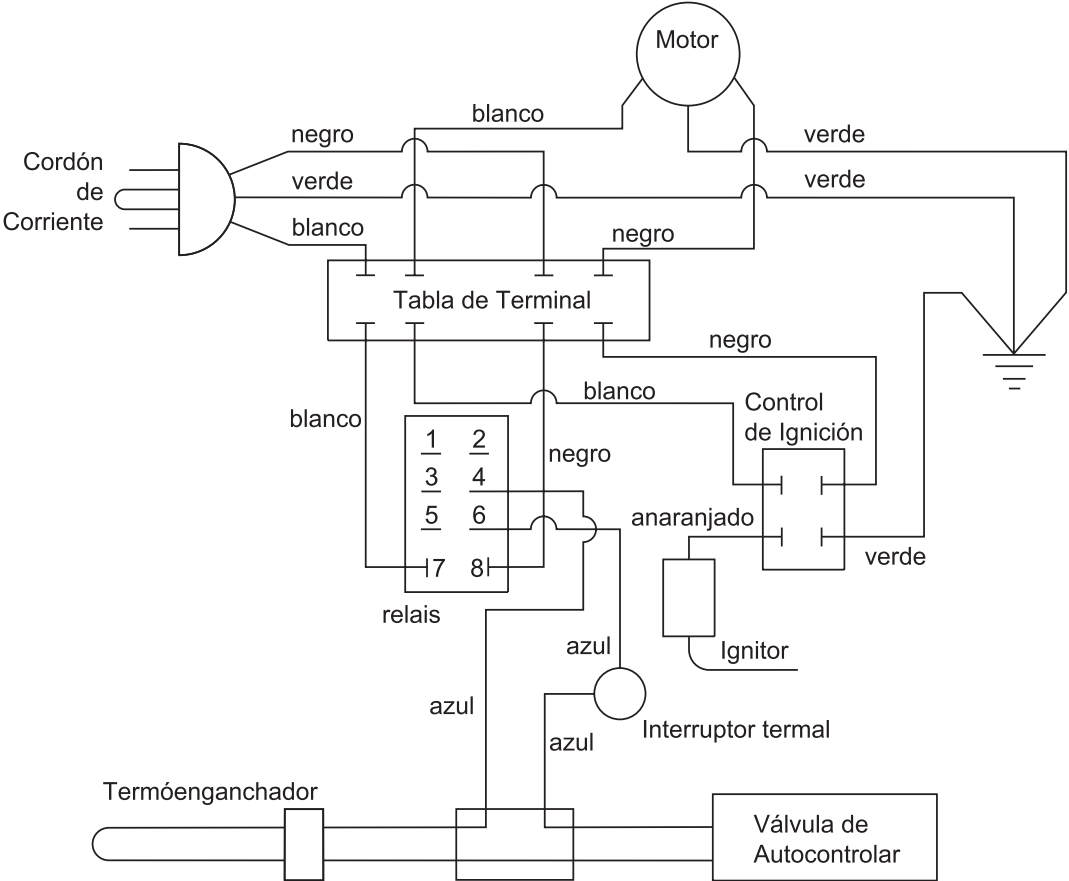 Motor
blanco
negro
verde
Cordón
de
Corriente
verde
verde
blanco
negro
Tabla de Terminal
negro
blanco
blanco
Control
de Ignición
1 2
3 4
negro
5 6
anaranjado
7 8
verde
relais
azul
Ignitor
azul
Interruptor termal
azul
Termóenganchador
Válvula de
Autocontrolar